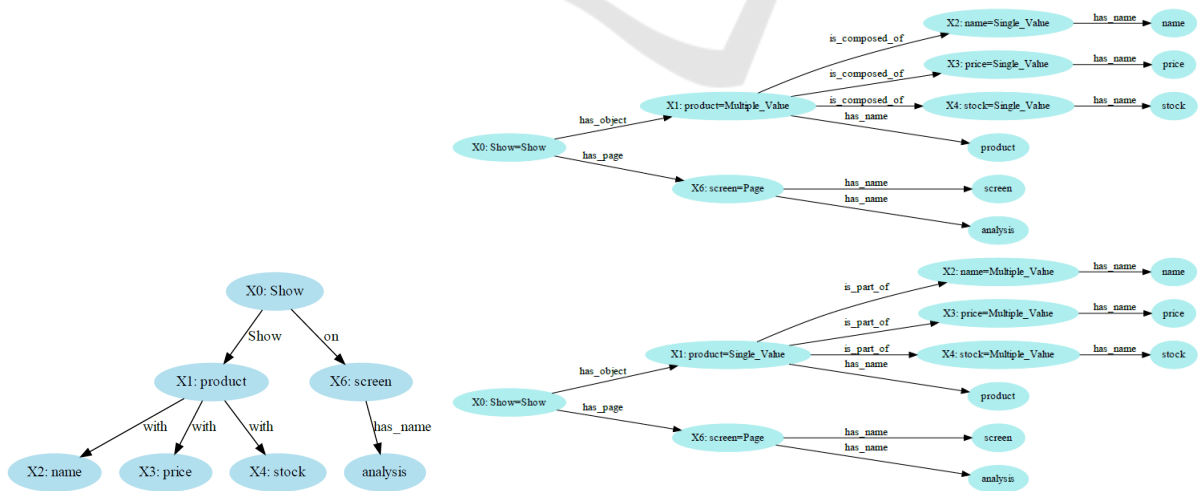 X0: Show
Show
on
X1: product
X6: screen
with
with
with
has_name
X2: name
X3: price
X4: stock
analysis
X2: name=Single_Value
has_name
name
is_composed_of
X3: price=Single_Value
has_name
price
is_composed_of
X1: product=Multiple_Value
is_composed_of
X4: stock=Single_Value
has_name
stock
has_object
has_name
X0: Show=Show
product
has_page
X6: screen=Page
has_name
screen
has_name
analysis
X2: name=Multiple_Value
has_name
name
is_part_of
X3: price=Multiple_Value
has_name
price
is_part_of
X1: product=Single_Value
is_part_of
X4: stock=Multiple_Value
has_name
stock
has_object
has_name
X0: Show=Show
product
has_page
X6: screen=Page
has_name
screen
has_name
analysis